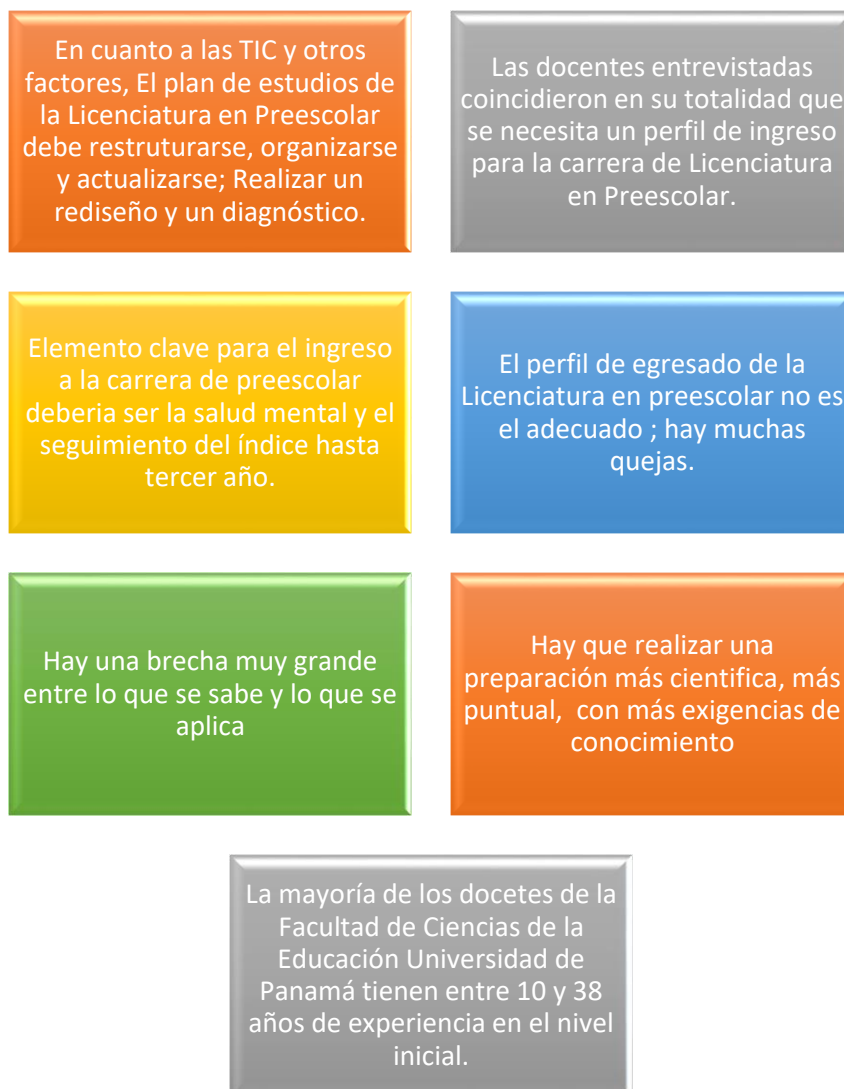 En cuanto a las TIC y otros
factores, El plan de estudios de
la Licenciatura en Preescolar
debe restruturarse, organizarse
y actualizarse; Realizar un
rediseño y un diagnóstico.
Las docentes entrevistadas
coincidieron en su totalidad que
se necesita un perfil de ingreso
para la carrera de Licenciatura
en Preescolar.
Elemento clave para el ingreso
a la carrera de preescolar
deberia ser la salud mental y el
seguimiento del índice hasta
tercer año.
El perfil de egresado de la
Licenciatura en preescolar no es
el adecuado ; hay muchas
quejas.
Hay una brecha muy grande
entre lo que se sabe y lo que se
aplica
Hay que realizar una
preparación más cientifica, más
puntual, con más exigencias de
conocimiento
La mayoría de los docetes de la
Facultad de Ciencias de la
Educación Universidad de
Panamá tienen entre 10 y 38
años de experiencia en el nivel
inicial.